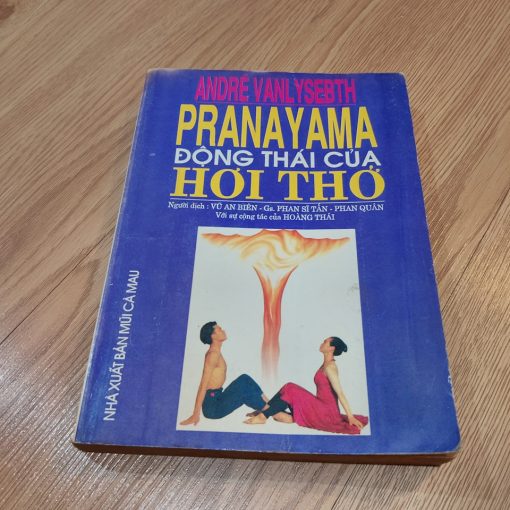 ANDRÉ VANLYSEBTH
PRANAYAMA
ĐỘNG THÁI CỦA
HƠI THỞ
Người dịch : VŨ AN BIÊN - Gs. PHAN SĨ TẤN - PHAN QUÂN
Với sự cộng tác của HOÀNG THÁI
NHÀ XUẤT BẢN MŨI CÀ MAU